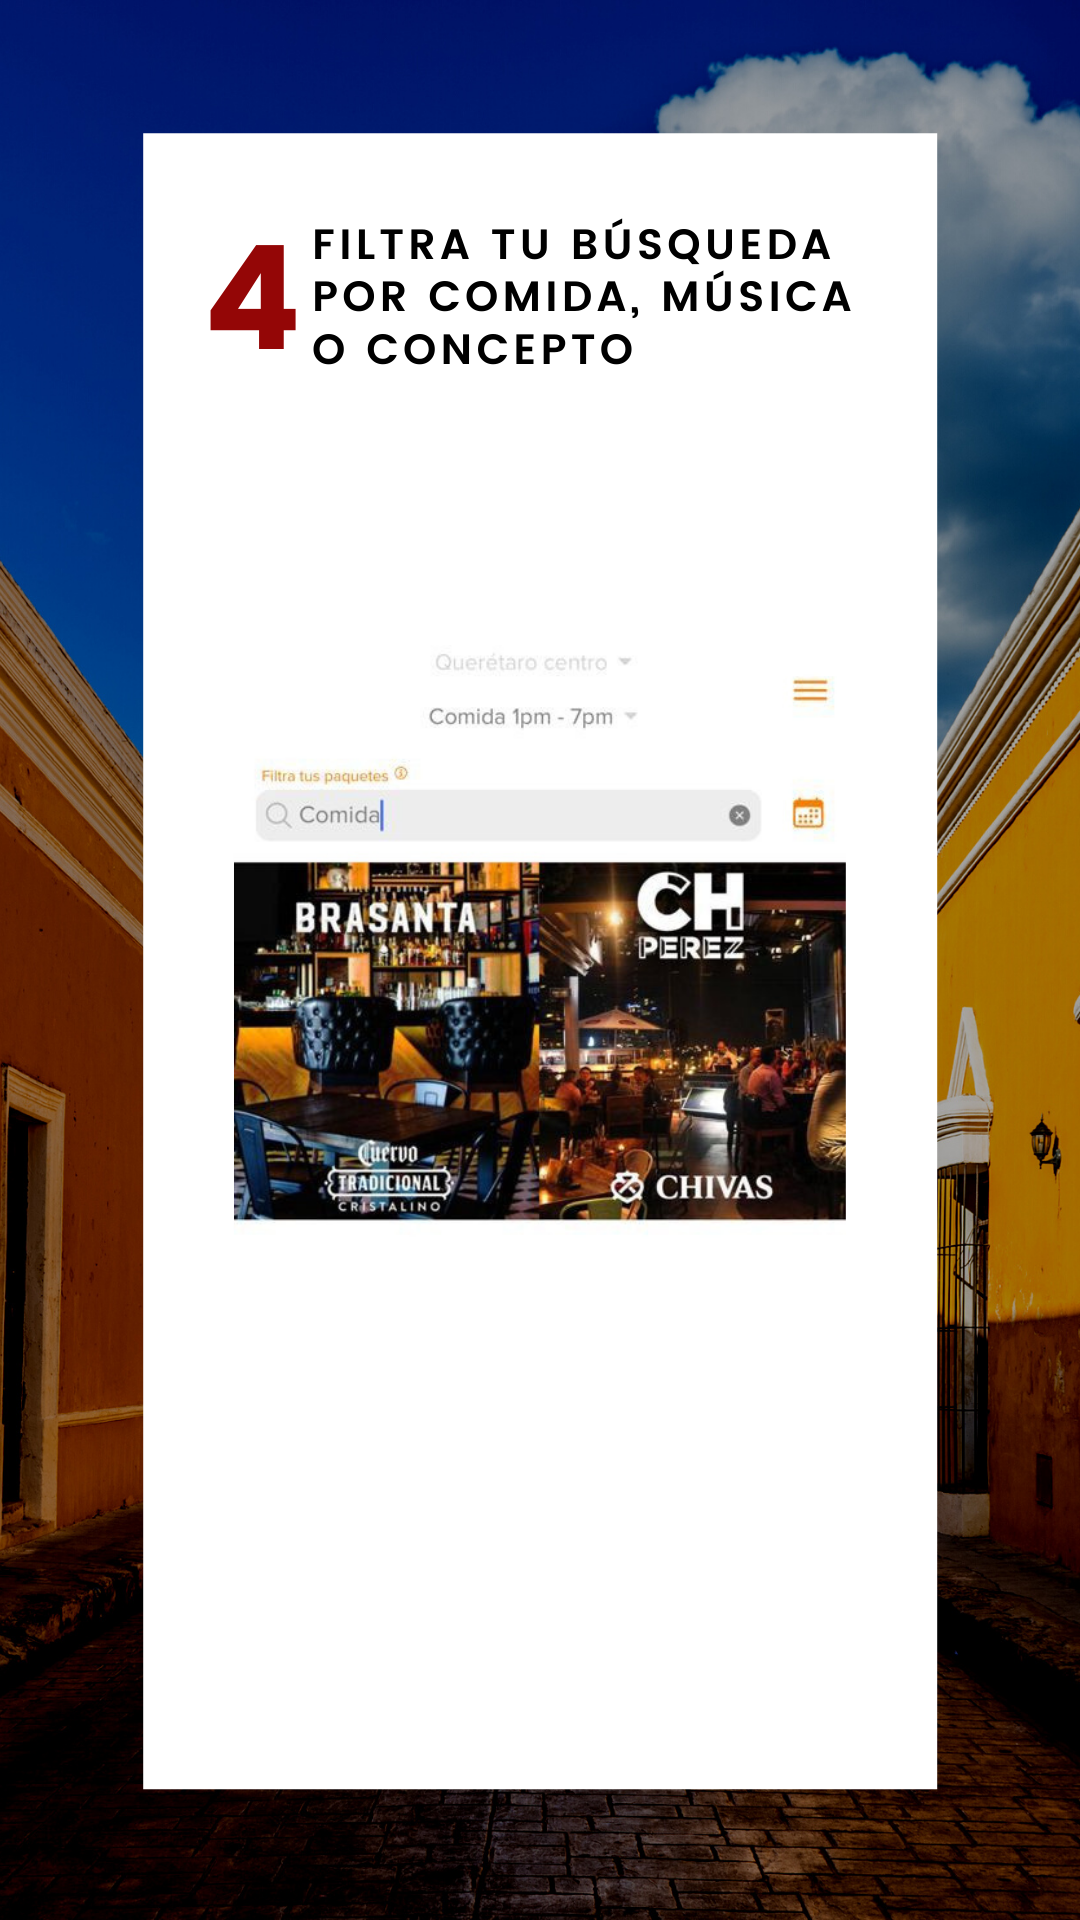 4
FILTRA TU BÚSQUEDA
POR COMIDA, MÚSICA
O CONCEPTO
Querétaro centro
Comida 1pm - 7pm
Filtra tus paquetes
Comida
BRASANTA
CH
PEREZ
Cuervo
TRADICIONAL
CRISTALINO
CHIVAS